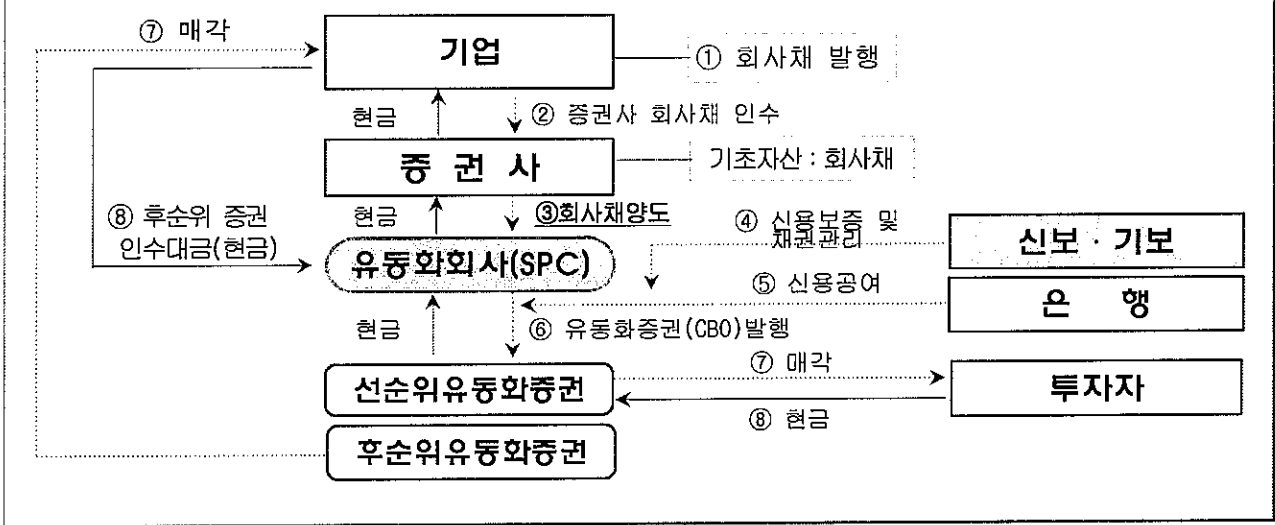 ⑦ 매각
기업
① 회사채 발행
현금
② 증권사 회사채 인수
증 권 사
기초자산 : 회사채
⑧ 후순위 증권
인수대금(현금)
현금
③회사채양도
④ 신용보증 및
채권관리
신보 · 기보
유동화회사(SPC)
⑤ 신용공여
은 행
현금
⑥ 유동화증권(CBO)발행
⑦ 매각
선순위유동화증권
투자자
⑧ 현금
후순위유동화증권